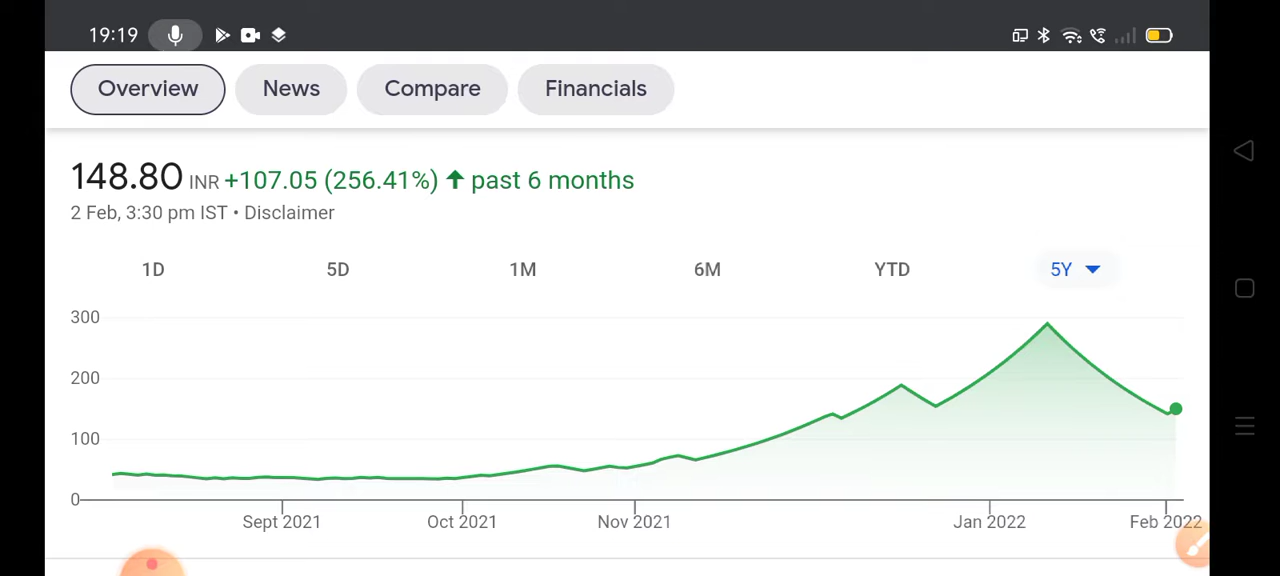 19:19
Overview News Compare Financials
148.80 INR +107.05 (256.41%) ↑ past 6 months
2 Feb, 3:30 pm IST • Disclaimer
1D 5D 1M 6M YTD 5Y
300
200
100
0
Sept 2021 Oct 2021 Nov 2021 Jan 2022 Feb 2022